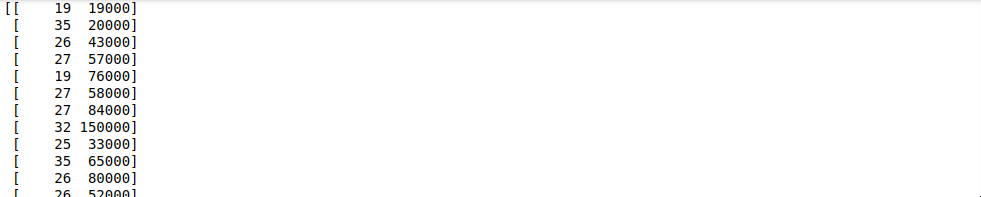 [[    19  19000]
 [    35  20000]
 [    26  43000]
 [    27  57000]
 [    19  76000]
 [    27  58000]
 [    27  84000]
 [    32 150000]
 [    25  33000]
 [    35  65000]
 [    26  80000]
 [    26  52000]